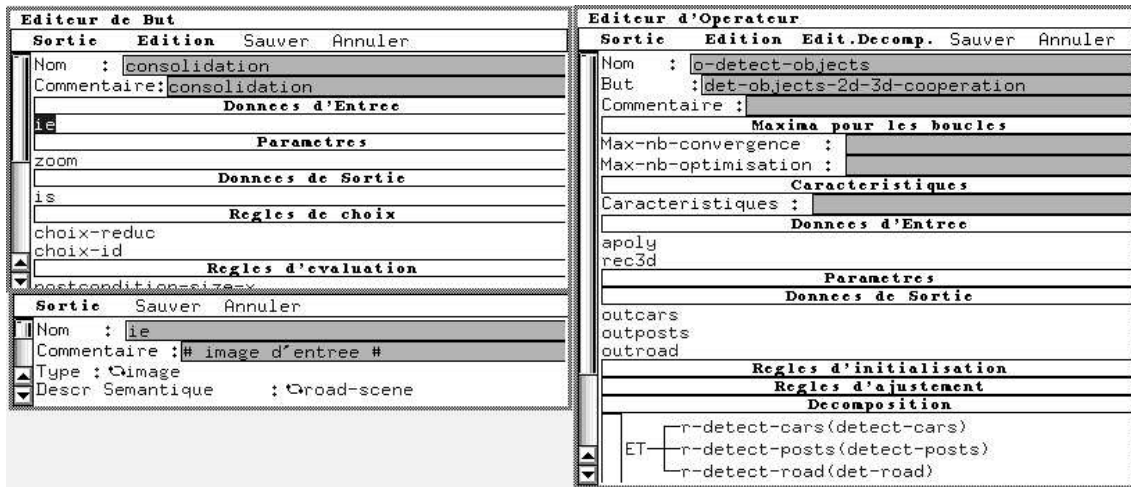 Editeur de But
Sortie Edition Sauver Annuler
Nom : consolidation
Commentaire: consolidation
Donnees d'Entree
ie
Parametres
zoom
Donnees de Sortie
is
Regles de choix
choix-reduc
choix-id
Regles d'evaluation
postcondition-size-x
Sortie Sauver Annuler
Nom : ie
Commentaire : # image d'entree #
Type : image
Descr Semantique : road-scene
Editeur d'Operateur
Sortie Edition Edit.Decomp. Sauver Annuler
Nom : o-detect-objects
But : det-objects-2d-3d-cooperation
Commentaire :
Maxima pour les boucles
Max-nb-convergence :
Max-nb-optimisation :
Caracteristiques
Caracteristiques :
Donnees d'Entree
apoly
rec3d
Parametres
Donnees de Sortie
outcars
outposts
outroad
Regles d'initialisation
Regles d'ajustement
Decomposition
r-detect-cars(detect-cars)
ET r-detect-posts(detect-posts)
r-detect-road(det-road)